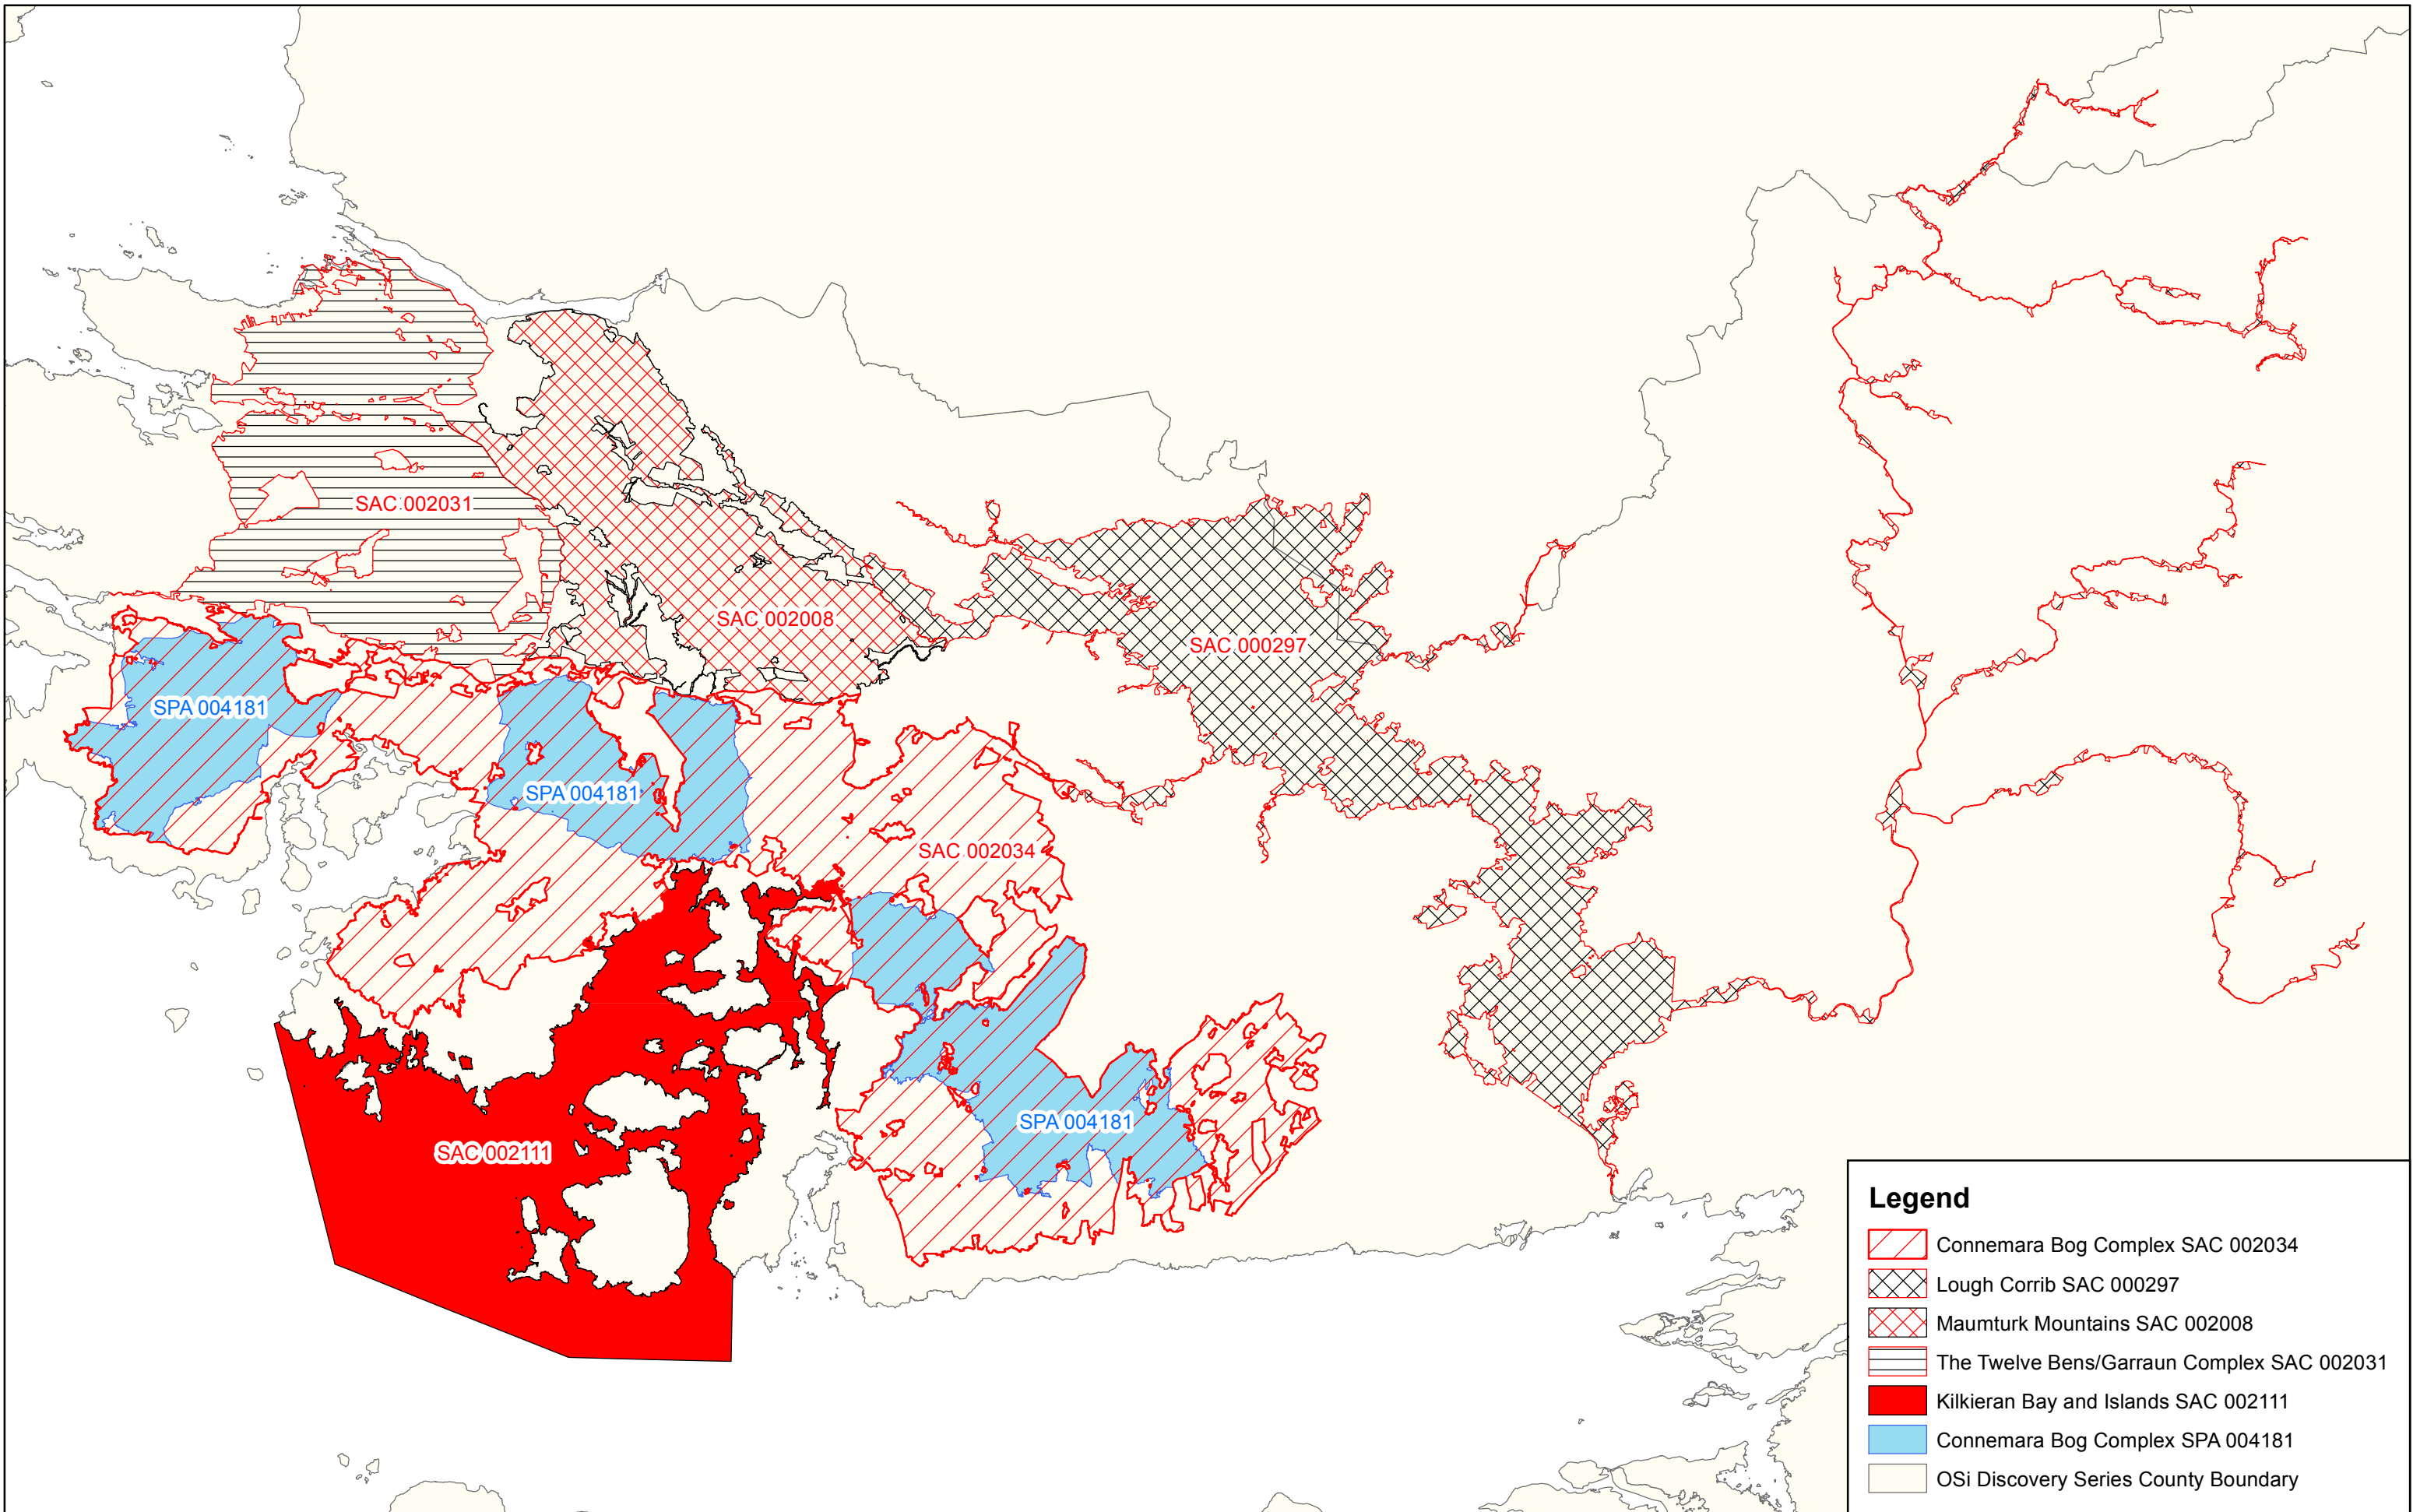 SAC 002031
SAC 002008
SAC 000297
SPA 004181
SPA 004181
SAC 002034
SPA 004181
SAC 002111
Legend
Connemara Bog Complex SAC 002034
Lough Corrib SAC 000297
Maumturk Mountains SAC 002008
The Twelve Bens/Garraun Complex SAC 002031
Kilkieran Bay and Islands SAC 002111
Connemara Bog Complex SPA 004181
OSi Discovery Series County Boundary